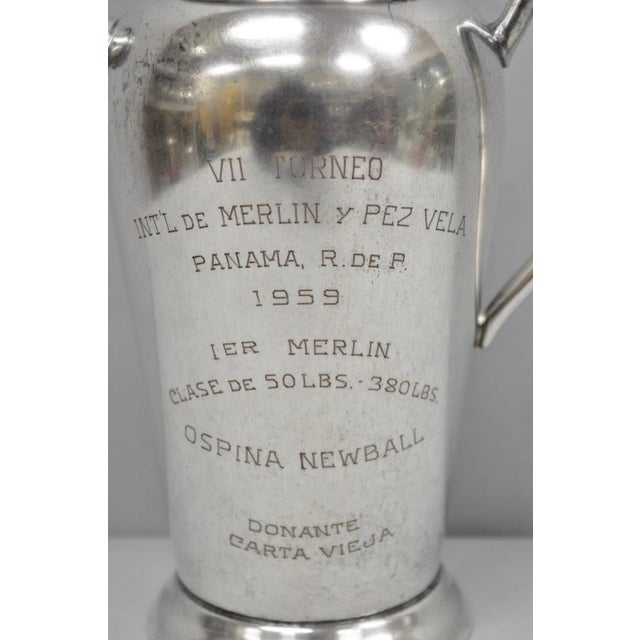 VII TORNEO
INT'L DE MERLIN y PEZ VELA
PANAMA, R. DE P.
1959
1ER MERLIN
CLASE DE 50 LBS. - 380 LBS.
OSPINA NEWBALL
DONANTE
CARTA VIEJA